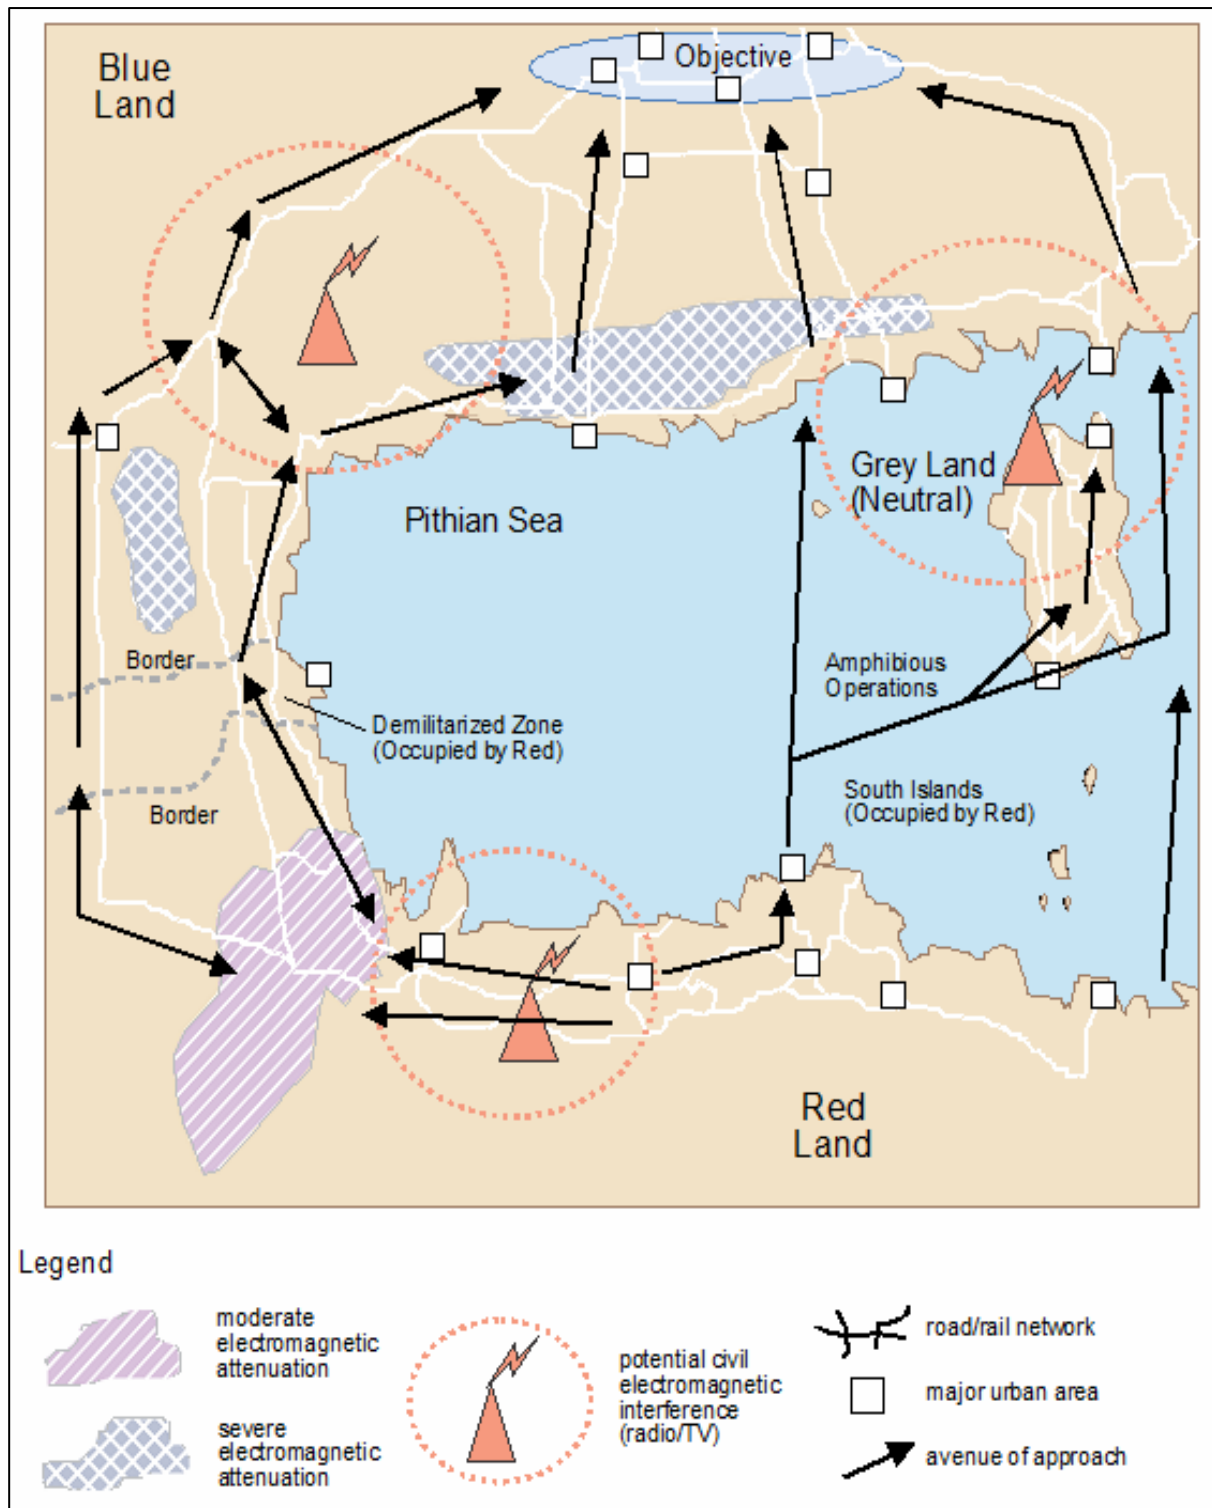 Blue
Land
Objective
Pithian Sea
Grey Land
(Neutral)
Border
Demilitarized Zone
(Occupied by Red)
Amphibious
Operations
Border
South Islands
(Occupied by Red)
Red
Land
Legend
moderate
electromagnetic
attenuation
severe
electromagnetic
attenuation
potential civil
electromagnetic
interference
(radio/TV)
road/rail network
major urban area
avenue of approach